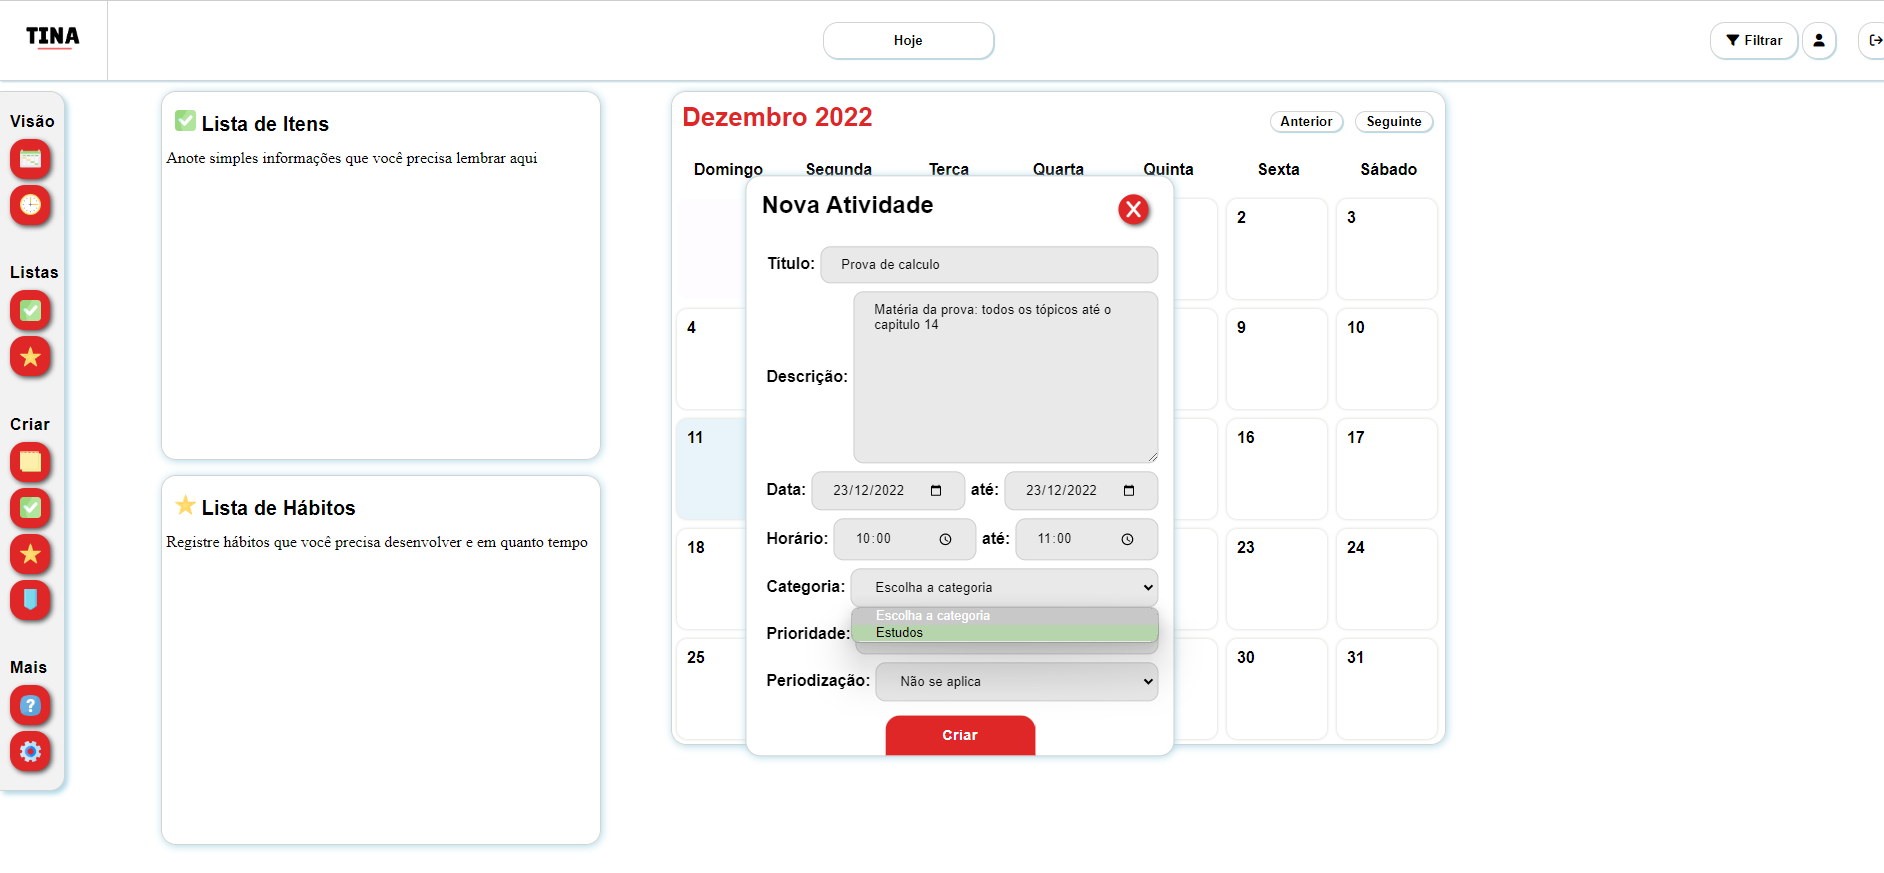 TINA
Hoje
Filtrar
Visão
Listas
Criar
Mais
Lista de Itens
Anote simples informações que você precisa lembrar aqui
Lista de Hábitos
Registre hábitos que você precisa desenvolver e em quanto tempo
Dezembro 2022
Anterior
Seguinte
Domingo Segunda Terça Quarta Quinta Sexta Sábado
2 3
4 9 10
11 16 17
18 23 24
25 30 31
Nova Atividade
X
Título: Prova de calculo
Descrição: Matéria da prova: todos os tópicos até o
capitulo 14
Data: 23/12/2022 até: 23/12/2022
Horário: 10:00 até: 11:00
Categoria: Escolha a categoria
Escolha a categoria
Estudos
Prioridade:
Periodização: Não se aplica
Criar